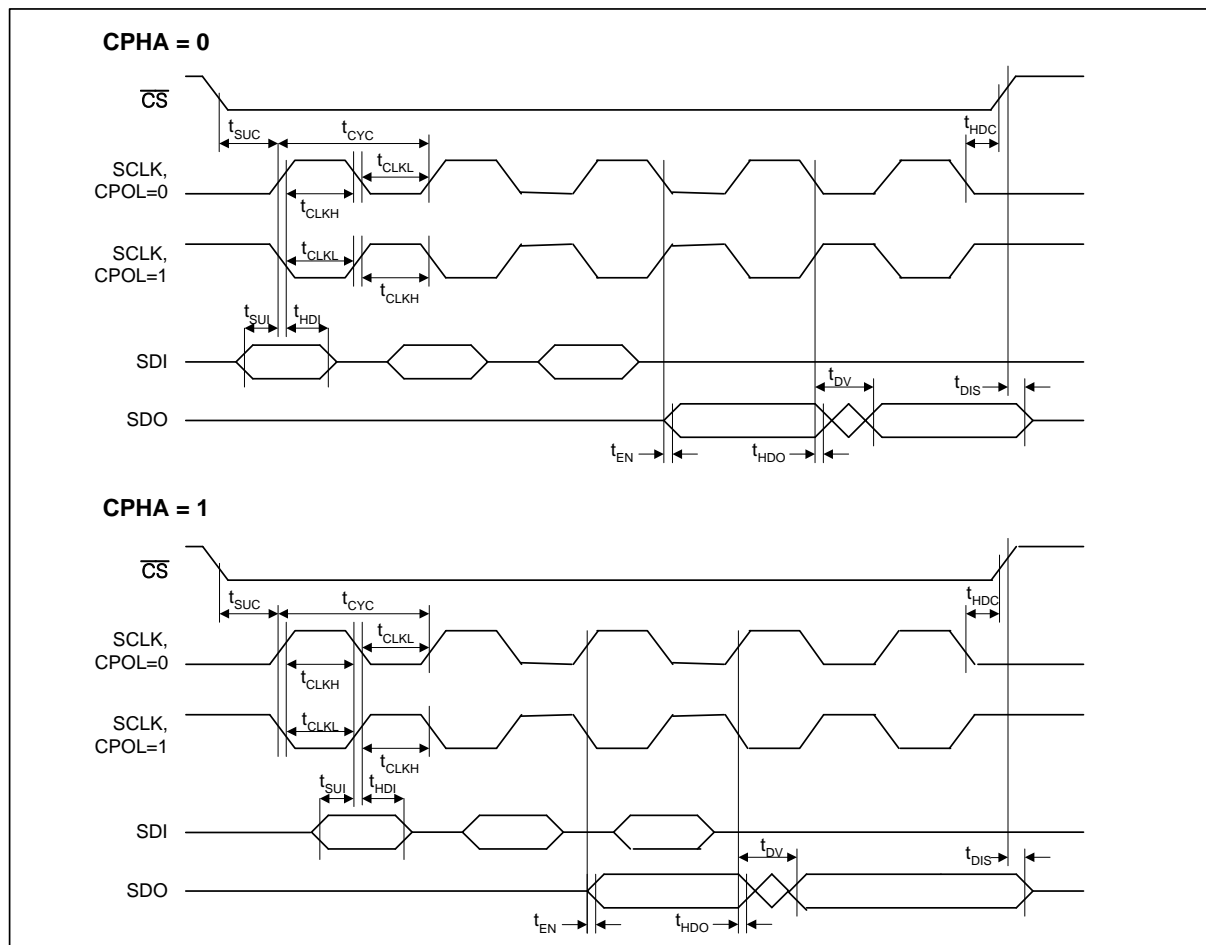 CPHA = 0
CS
tSUC
tCYC
tHDC
SCLK,
CPOL=0
tCLKL
tCLKH
SCLK,
CPOL=1
tCLKL
tCLKH
tSUI
tHDI
SDI
tDV
tDIS
SDO
tEN
tHDO
CPHA = 1
CS
tSUC
tCYC
tHDC
SCLK,
CPOL=0
tCLKL
tCLKH
SCLK,
CPOL=1
tCLKL
tCLKH
tSUI
tHDI
SDI
tDV
tDIS
SDO
tEN
tHDO